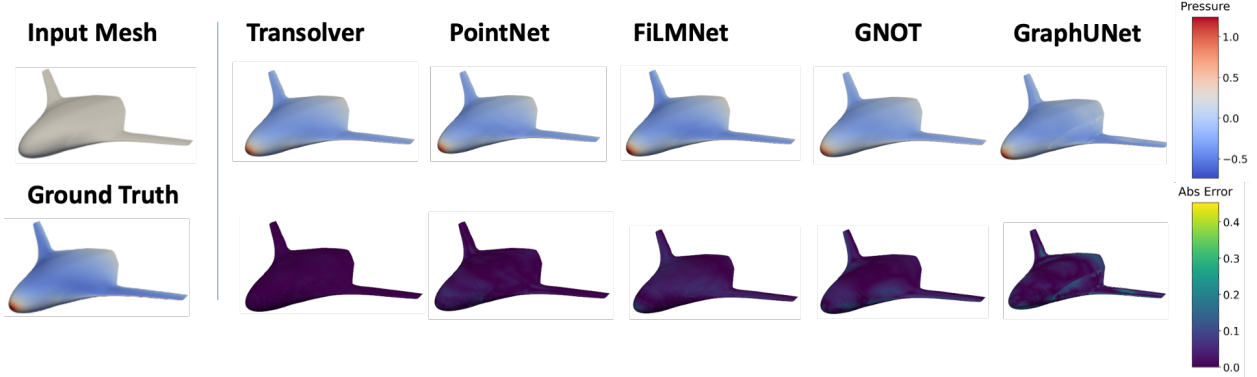 Input Mesh
Transolver
PointNet
FiLMNet
GNOT
GraphUNet
Pressure
1.0
0.5
0.0
−0.5
Ground Truth
Abs Error
0.4
0.3
0.2
0.1
0.0